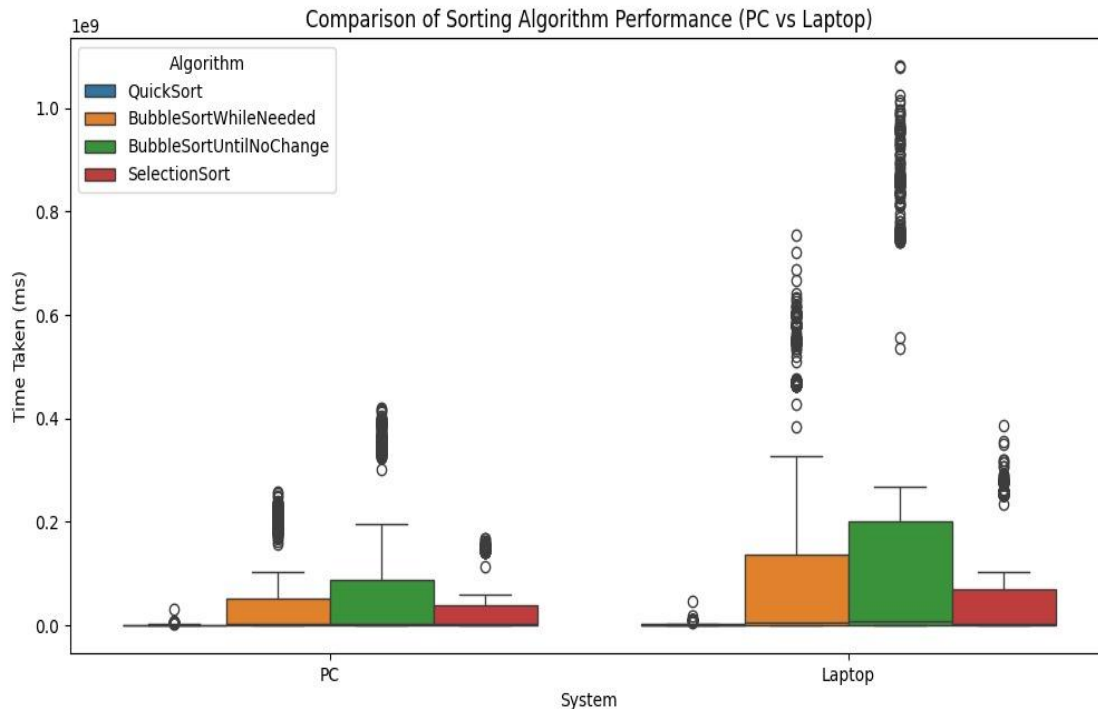 Comparison of Sorting Algorithm Performance (PC vs Laptop)
1e9
Algorithm
QuickSort
BubbleSortWhileNeeded
BubbleSortUntilNoChange
SelectionSort
1.0
0.8
0.6
0.4
0.2
0.0
Time Taken (ms)
PC
Laptop
System